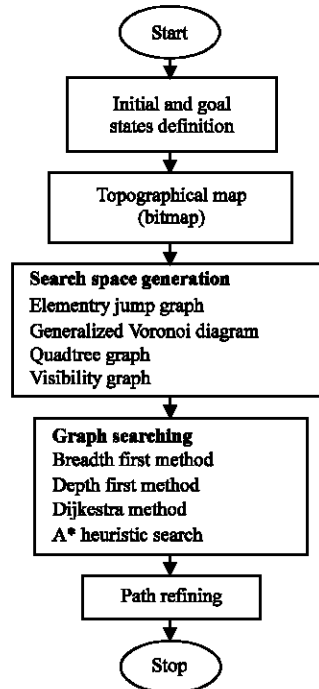 Start
Initial and goal
states definition
Topographical map
(bitmap)
Search space generation
Elementry jump graph
Generalized Voronoi diagram
Quadtree graph
Visibility graph
Graph searching
Breadth first method
Depth first method
Dijkestra method
A* heuristic search
Path refining
Stop